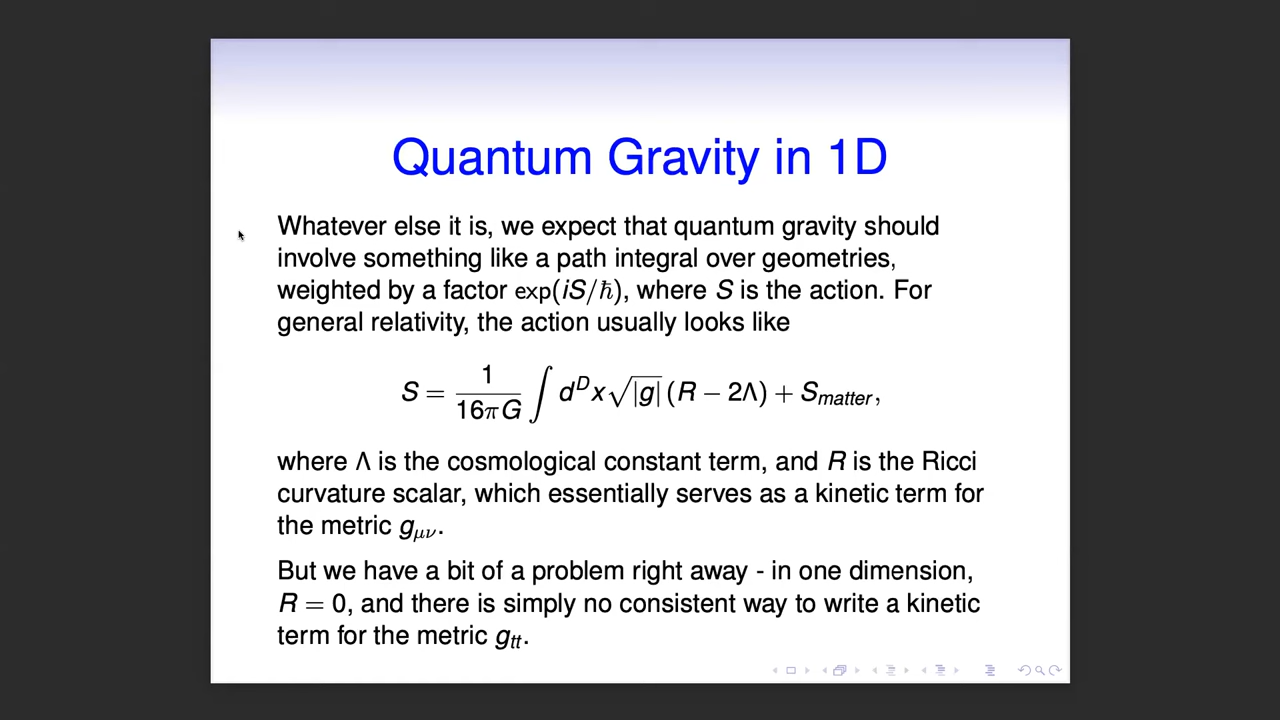 Quantum Gravity in 1D
Whatever else it is, we expect that quantum gravity should
involve something like a path integral over geometries,
weighted by a factor exp(iS/ℏ), where S is the action. For
general relativity, the action usually looks like
S = 1/(16πG) ∫ d^D x √|g| (R − 2Λ) + S_matter,
where Λ is the cosmological constant term, and R is the Ricci
curvature scalar, which essentially serves as a kinetic term for
the metric g_μν.
But we have a bit of a problem right away - in one dimension,
R = 0, and there is simply no consistent way to write a kinetic
term for the metric g_tt.